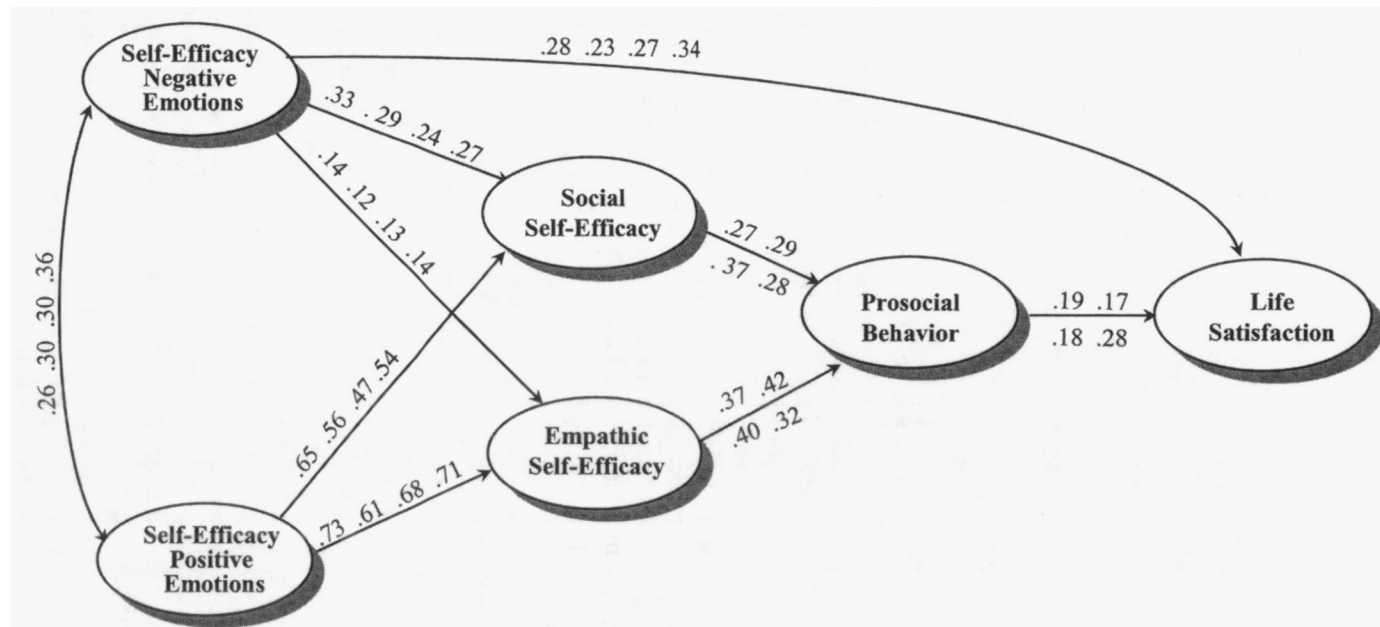 Self-Efficacy
Negative
Emotions
.28 .23 .27 .34
.33 . 29 .24 .27
.14 .12 .13 .14
Social
Self-Efficacy
.27 .29
. 37 .28
.26 .30 .30 .36
Prosocial
Behavior
.19 .17
.18 .28
Life
Satisfaction
.65 .56 .47 .54
.37 .42
.40 .32
Empathic
Self-Efficacy
.73 .61 .68 .71
Self-Efficacy
Positive
Emotions